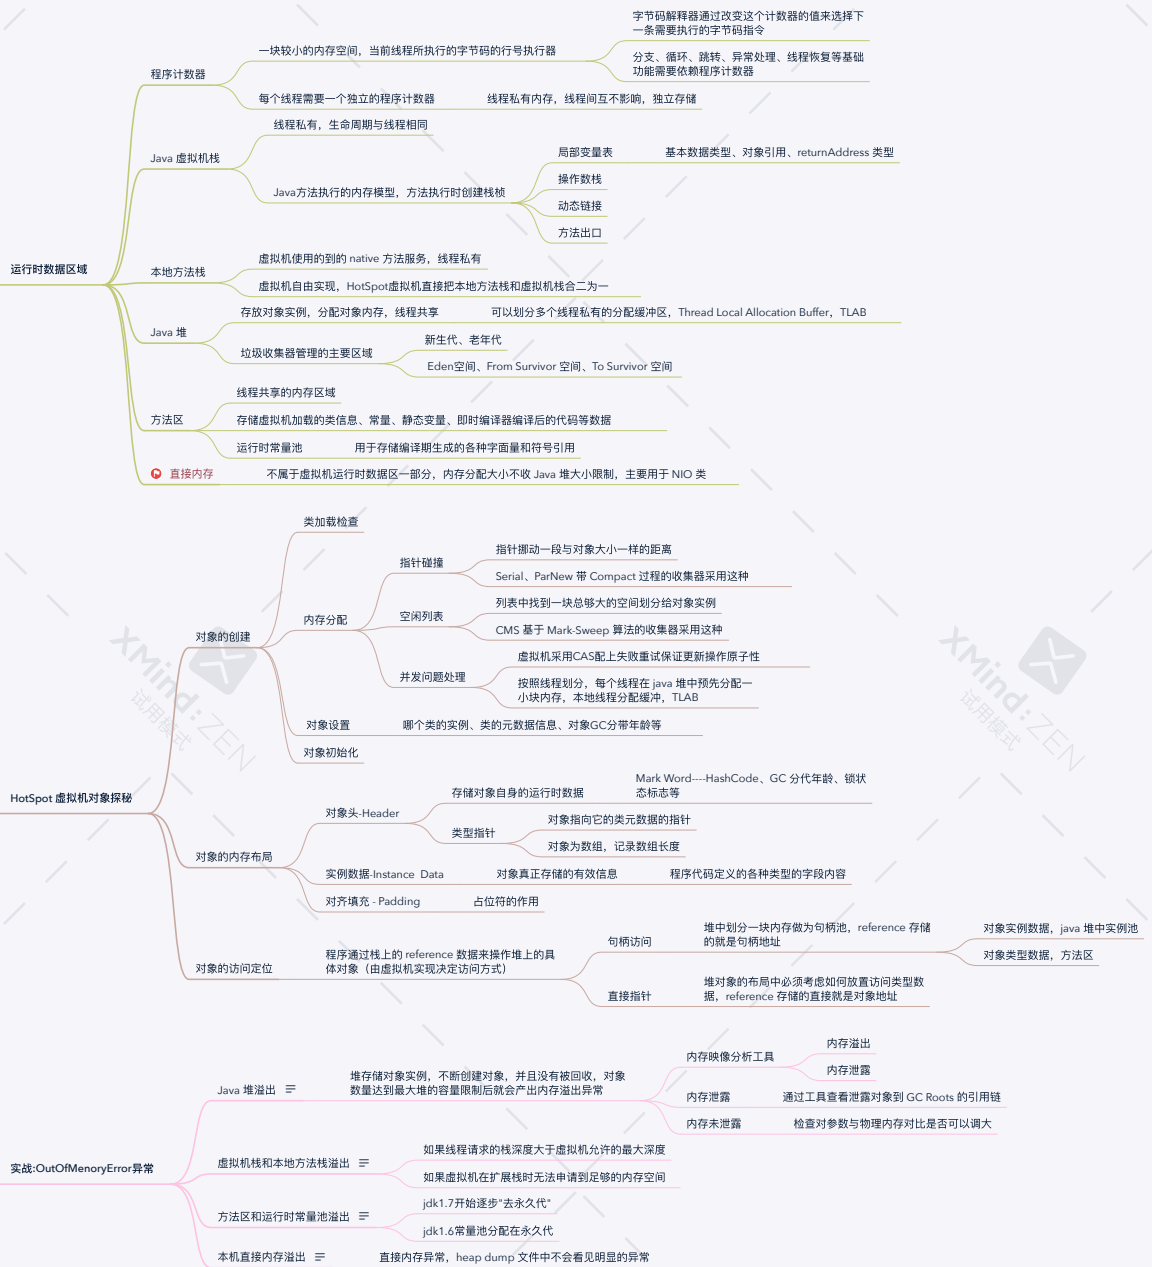 运行时数据区域
程序计数器
一块较小的内存空间，当前线程所执行的字节码的行号执行器
字节码解释器通过改变这个计数器的值来选择下
一条需要执行的字节码指令
分支、循环、跳转、异常处理、线程恢复等基础
功能需要依赖程序计数器
每个线程需要一个独立的程序计数器
线程私有内存，线程间互不影响，独立存储
Java 虚拟机栈
线程私有，生命周期与线程相同
Java方法执行的内存模型，方法执行时创建栈桢
局部变量表
基本数据类型、对象引用、returnAddress 类型
操作数栈
动态链接
方法出口
本地方法栈
虚拟机使用的到的 native 方法服务，线程私有
虚拟机自由实现，HotSpot虚拟机直接把本地方法栈和虚拟机栈合二为一
Java 堆
存放对象实例，分配对象内存，线程共享
可以划分多个线程私有的分配缓冲区，Thread Local Allocation Buffer，TLAB
垃圾收集器管理的主要区域
新生代、老年代
Eden空间、From Survivor 空间、To Survivor 空间
方法区
线程共享的内存区域
存储虚拟机加载的类信息、常量、静态变量、即时编译器编译后的代码等数据
运行时常量池
用于存储编译期生成的各种字面量和符号引用
直接内存
不属于虚拟机运行时数据区一部分，内存分配大小不收 Java 堆大小限制，主要用于 NIO 类
HotSpot 虚拟机对象探秘
对象的创建
类加载检查
内存分配
指针碰撞
指针挪动一段与对象大小一样的距离
Serial、ParNew 带 Compact 过程的收集器采用这种
空闲列表
列表中找到一块总够大的空间划分给对象实例
CMS 基于 Mark-Sweep 算法的收集器采用这种
并发问题处理
虚拟机采用CAS配上失败重试保证更新操作原子性
按照线程划分，每个线程在 java 堆中预先分配一
小块内存，本地线程分配缓冲，TLAB
对象设置
哪个类的实例、类的元数据信息、对象GC分带年龄等
对象初始化
对象的内存布局
对象头-Header
存储对象自身的运行时数据
Mark Word----HashCode、GC 分代年龄、锁状
态标志等
类型指针
对象指向它的类元数据的指针
对象为数组，记录数组长度
实例数据-Instance Data
对象真正存储的有效信息
程序代码定义的各种类型的字段内容
对齐填充 - Padding
占位符的作用
对象的访问定位
程序通过栈上的 reference 数据来操作堆上的具
体对象（由虚拟机实现决定访问方式）
句柄访问
堆中划分一块内存做为句柄池，reference 存储
的就是句柄地址
对象实例数据，java 堆中实例池
对象类型数据，方法区
直接指针
堆对象的布局中必须考虑如何放置访问类型数
据，reference 存储的直接就是对象地址
实战:OutOfMenoryError异常
Java 堆溢出
堆存储对象实例，不断创建对象，并且没有被回收，对象
数量达到最大堆的容量限制后就会产出内存溢出异常
内存映像分析工具
内存溢出
内存泄露
内存泄露
通过工具查看泄露对象到 GC Roots 的引用链
内存未泄露
检查对参数与物理内存对比是否可以调大
虚拟机栈和本地方法栈溢出
如果线程请求的栈深度大于虚拟机允许的最大深度
如果虚拟机在扩展栈时无法申请到足够的内存空间
方法区和运行时常量池溢出
jdk1.7开始逐步"去永久代"
jdk1.6常量池分配在永久代
本机直接内存溢出
直接内存异常，heap dump 文件中不会看见明显的异常
XMind:ZEN
试用模式
XMind:ZEN
试用模式